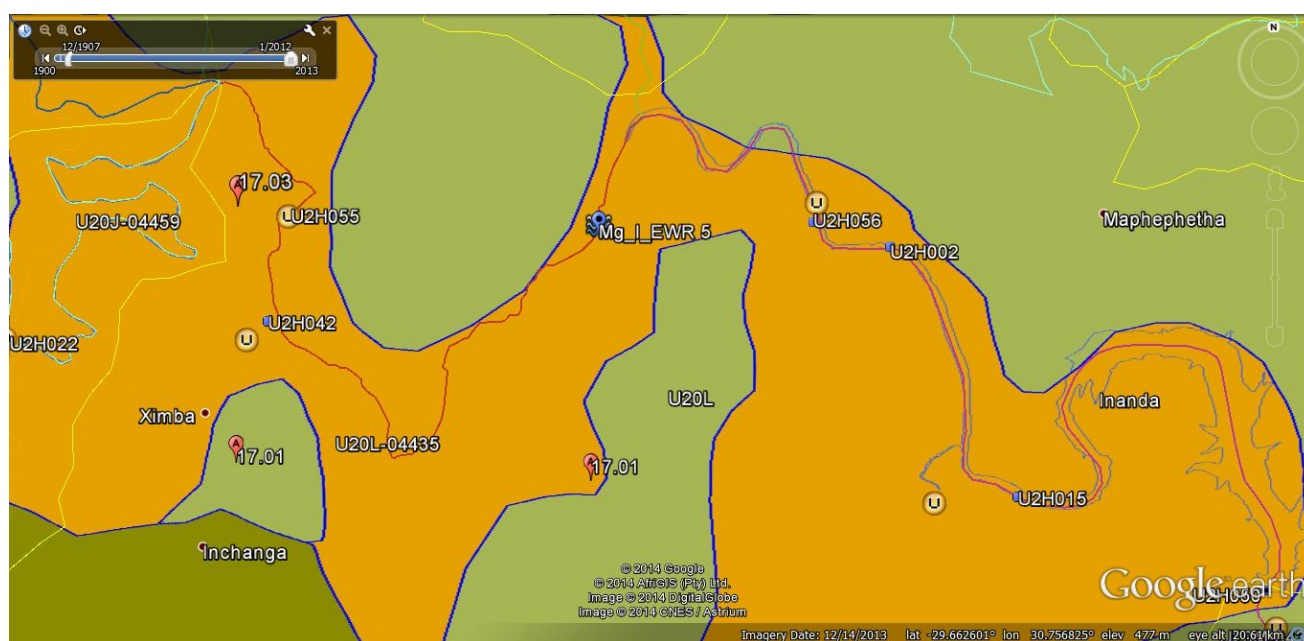 12/1907
1/2012
1900
2013
N
17.03
U20J-04459
U2H055
Mg_I_EWR 5
U2H056
U2H002
Maphephetha
U2H042
U2H022
U20L
Inanda
Ximba
U20L-04435
17.01
17.01
U2H015
Inchanga
© 2014 Google
© 2014 AfriGIS (Pty) Ltd.
Image © 2014 DigitalGlobe
Image © 2014 CNES / Astrium
Google earth
Imagery Date: 12/14/2013 lat -29.662601° lon 30.756825° elev 477 m eye alt 20.61 km